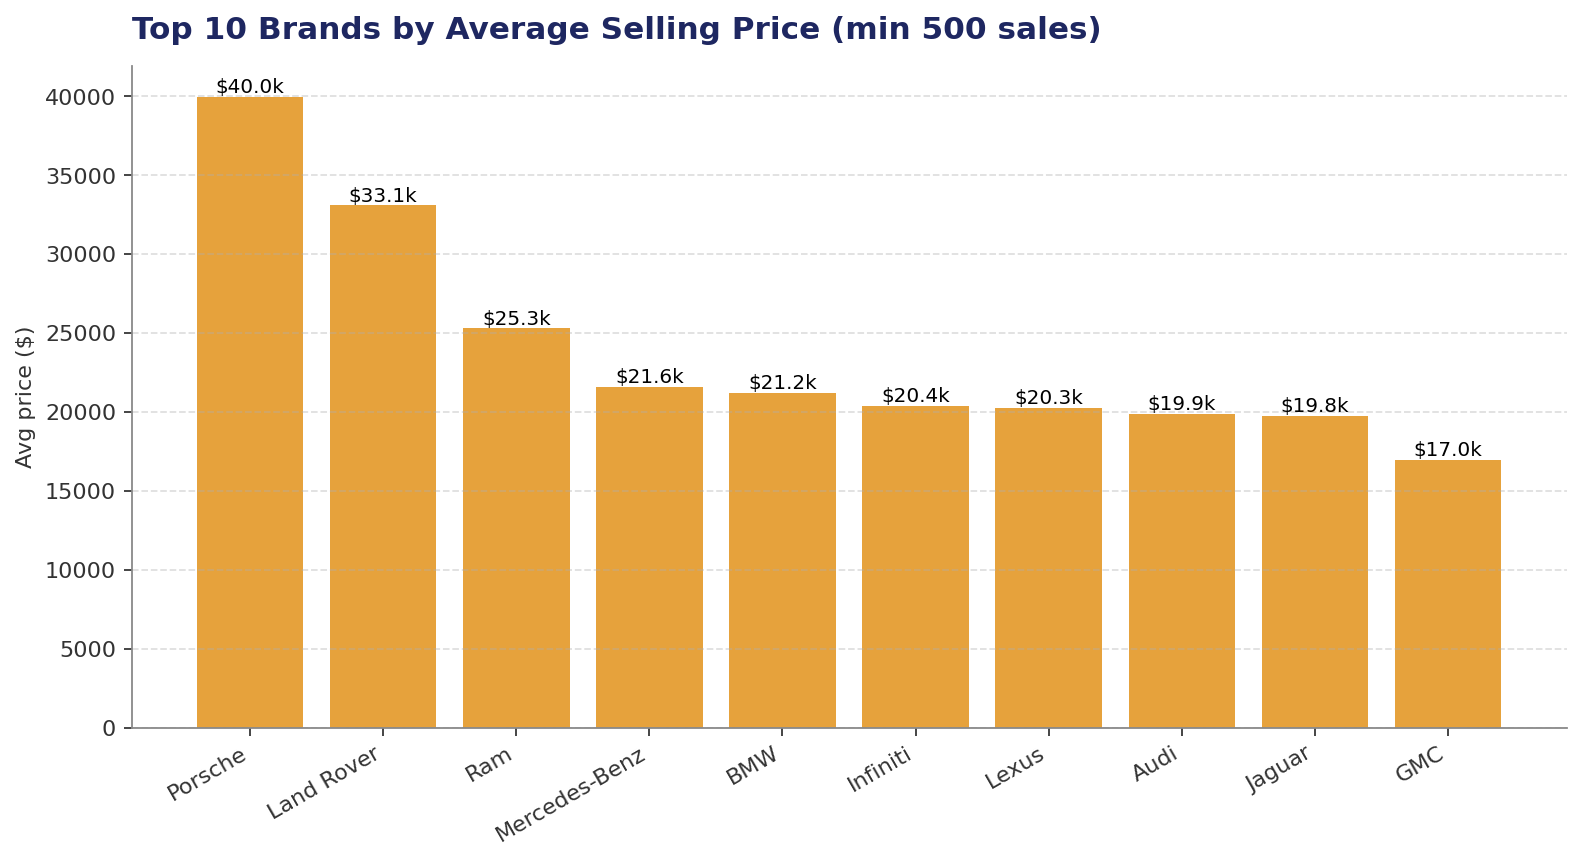 Top 10 Brands by Average Selling Price (min 500 sales)
Avg price ($)
40000
35000
30000
25000
20000
15000
10000
5000
0
$40.0k
$33.1k
$25.3k
$21.6k
$21.2k
$20.4k
$20.3k
$19.9k
$19.8k
$17.0k
Porsche
Land Rover
Ram
Mercedes-Benz
BMW
Infiniti
Lexus
Audi
Jaguar
GMC